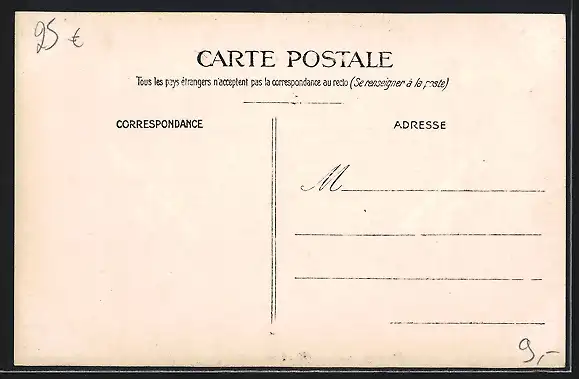 25 €
CARTE POSTALE
Tous les pays étrangers n'acceptent pas la correspondance au recto (Se renseigner à la poste)
CORRESPONDANCE
ADRESSE
M
9,-